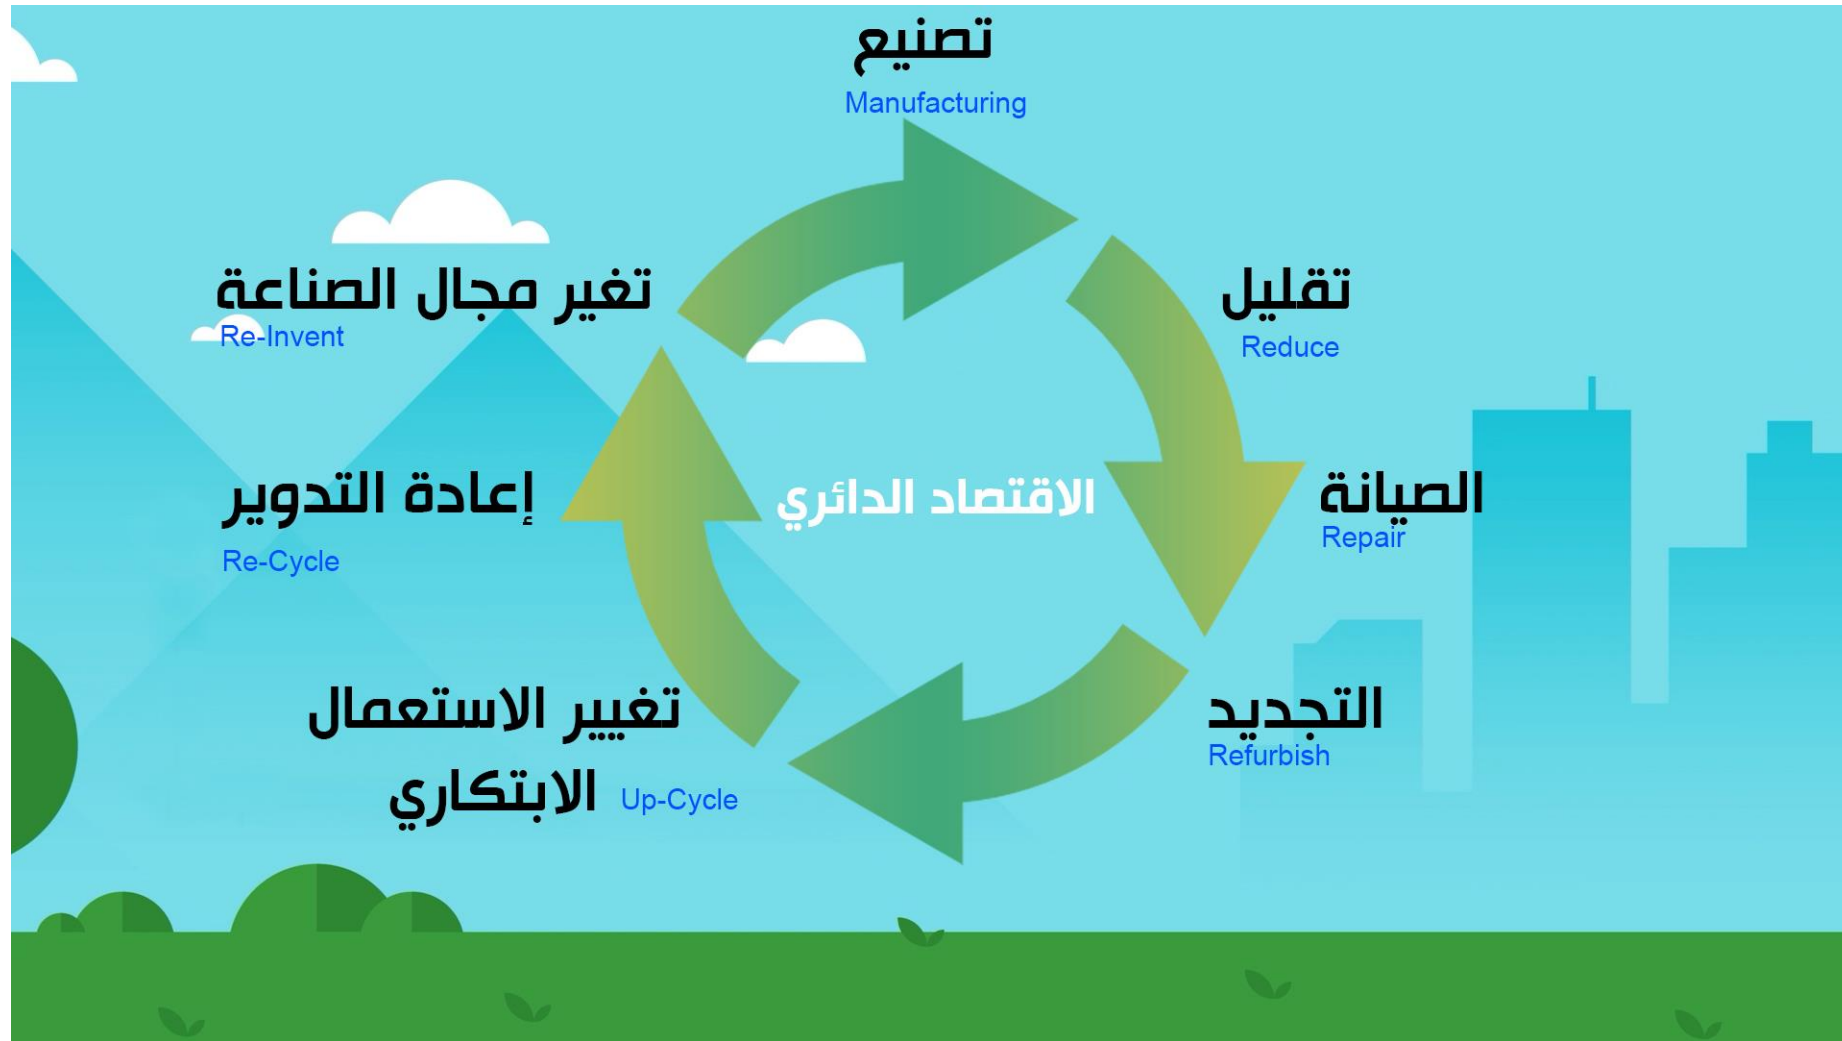 تصنيع
Manufacturing
تقليل
Reduce
الصيانة
Repair
التجديد
Refurbish
تغيير الاستعمال
الابتكاري Up-Cycle
إعادة التدوير
Re-Cycle
تغير مجال الصناعة
Re-Invent
الاقتصاد الدائري